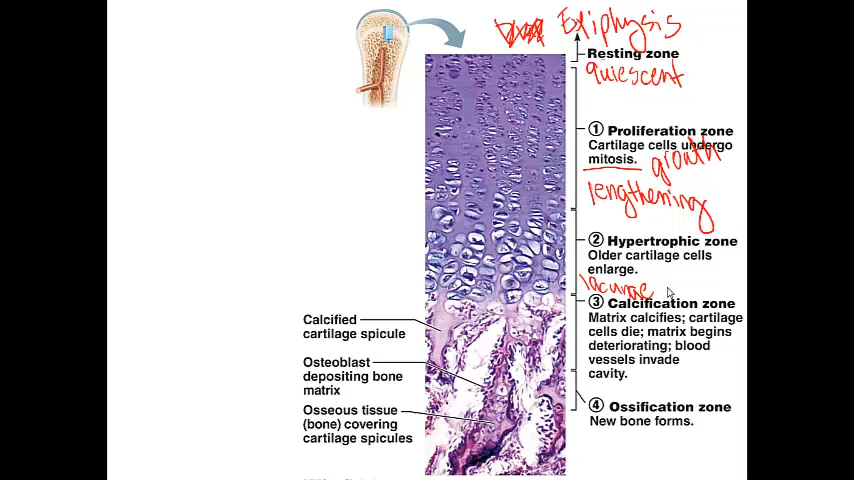 Epiphysis
Resting zone
quiescent
① Proliferation zone
Cartilage cells undergo
mitosis.
growth
lengthening
② Hypertrophic zone
Older cartilage cells
enlarge.
lacunae
③ Calcification zone
Matrix calcifies; cartilage
cells die; matrix begins
deteriorating; blood
vessels invade
cavity.
④ Ossification zone
New bone forms.
Calcified
cartilage spicule
Osteoblast
depositing bone
matrix
Osseous tissue
(bone) covering
cartilage spicules